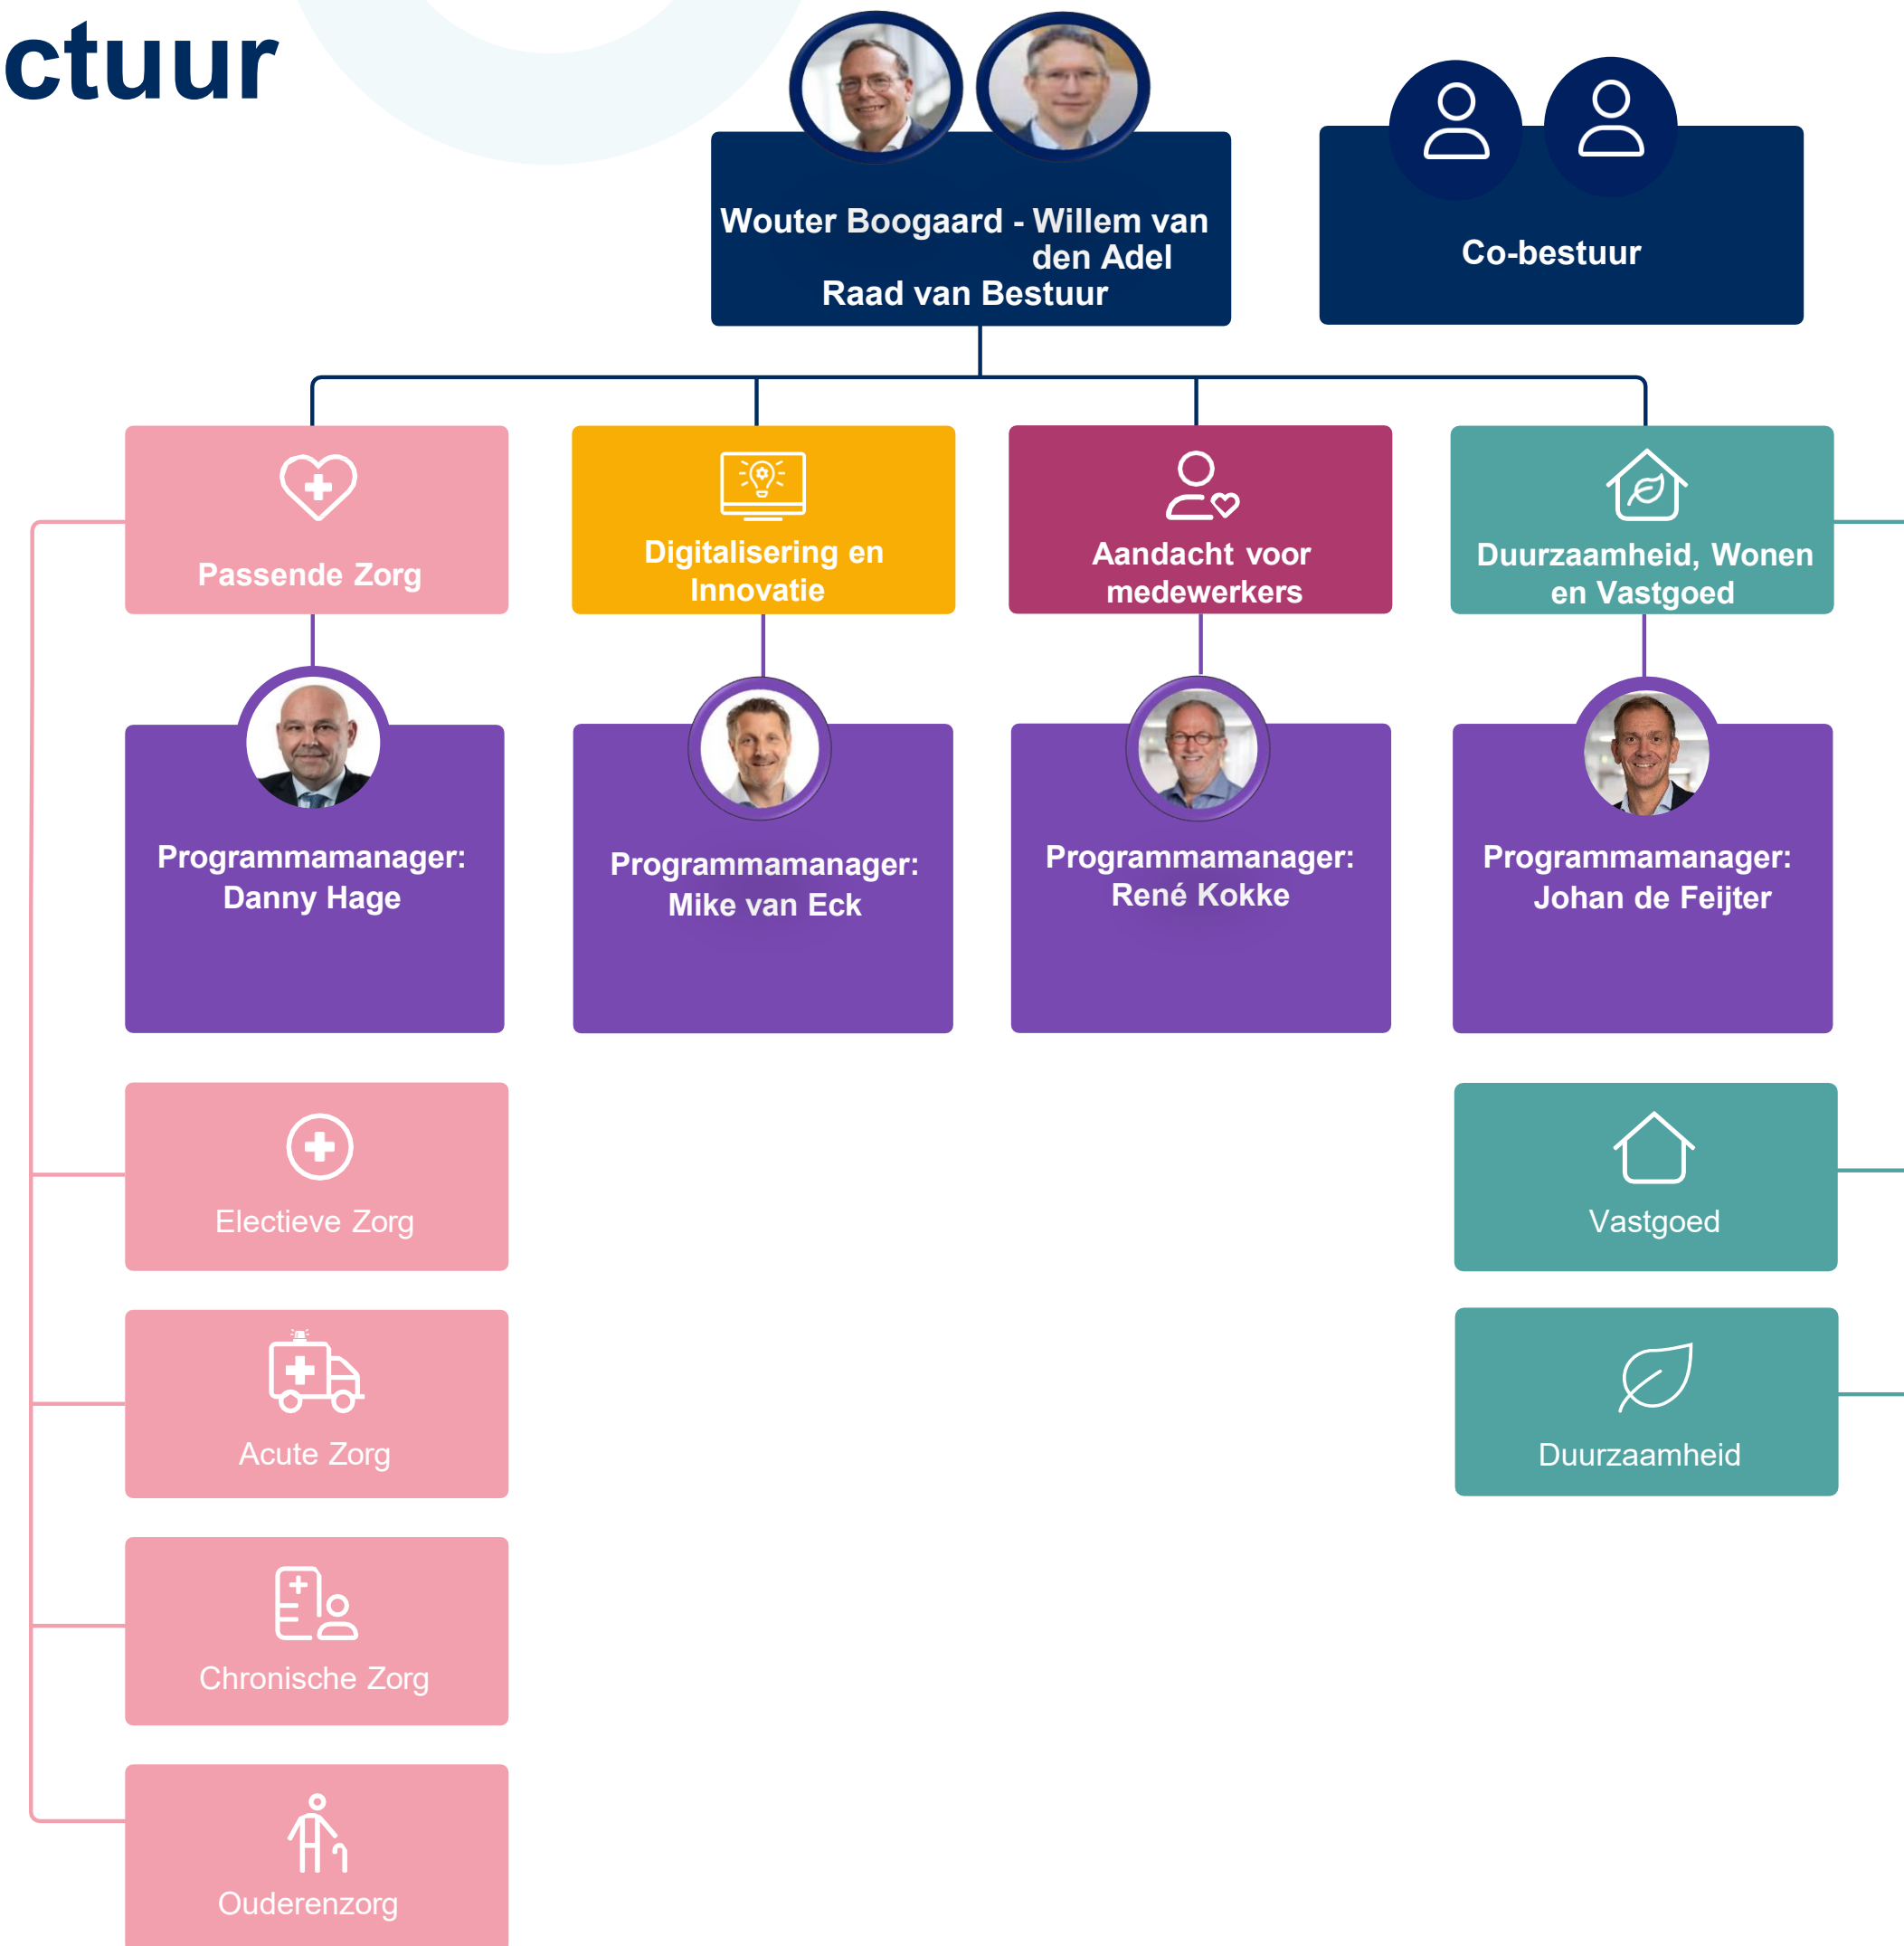 ctuur
Wouter Boogaard - Willem van
den Adel
Raad van Bestuur
Co-bestuur
Passende Zorg
Digitalisering en
Innovatie
Aandacht voor
medewerkers
Duurzaamheid, Wonen
en Vastgoed
Programmamanager:
Danny Hage
Programmamanager:
Mike van Eck
Programmamanager:
René Kokke
Programmamanager:
Johan de Feijter
Electieve Zorg
Vastgoed
Acute Zorg
Duurzaamheid
Chronische Zorg
Ouderenzorg